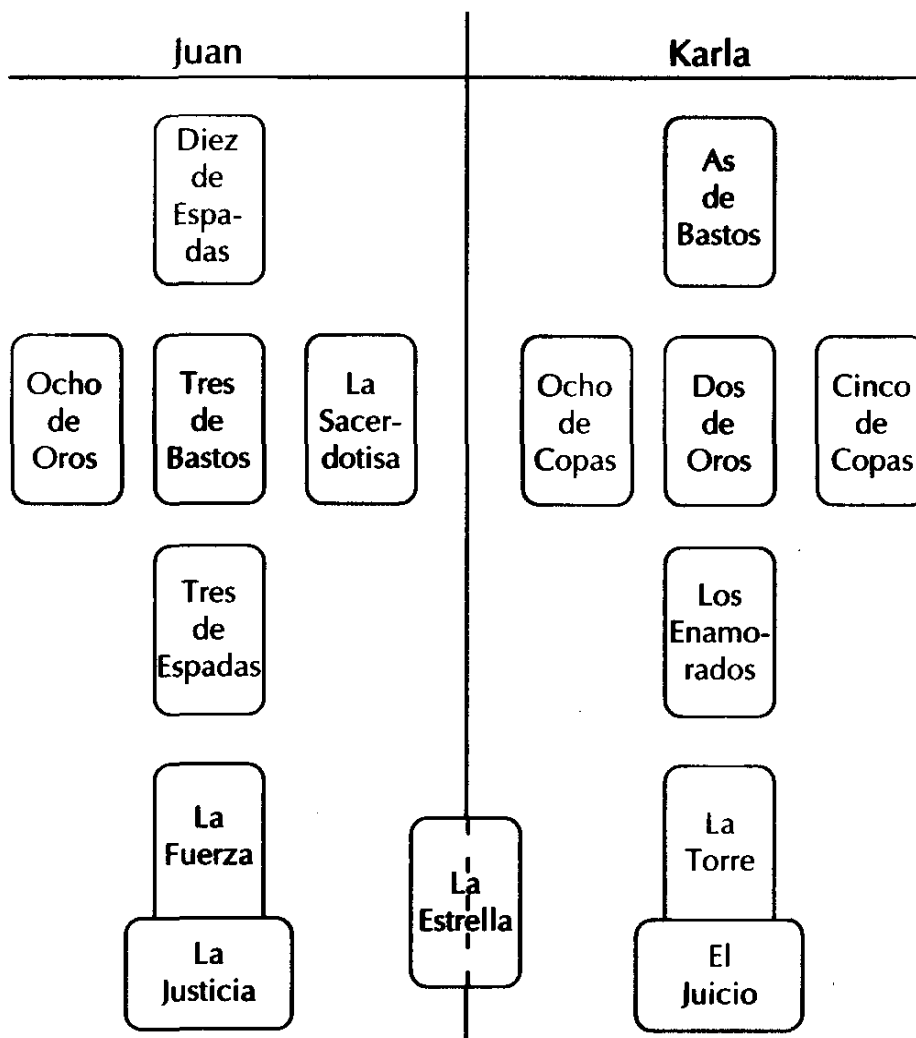 Juan
Karla
Diez
de
Espa-
das
As
de
Bastos
Ocho
de
Oros
Tres
de
Bastos
La
Sacer-
dotisa
Ocho
de
Copas
Dos
de
Oros
Cinco
de
Copas
Tres
de
Espadas
Los
Enamo-
rados
La
Fuerza
La
Justicia
La
Estrella
La
Torre
El
Juicio